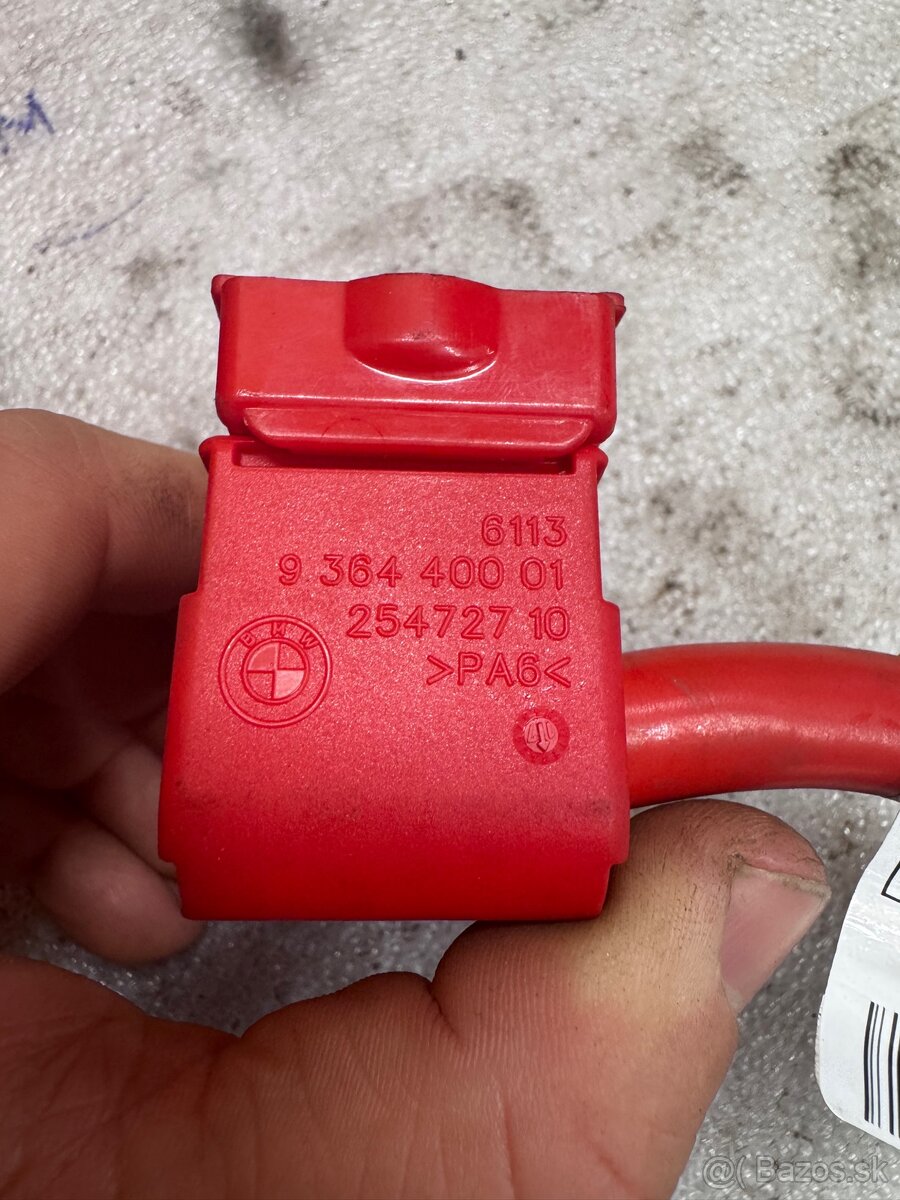 6113
9 364 400 01
254727 10
>PA6<
BMW
@( Bazos.sk